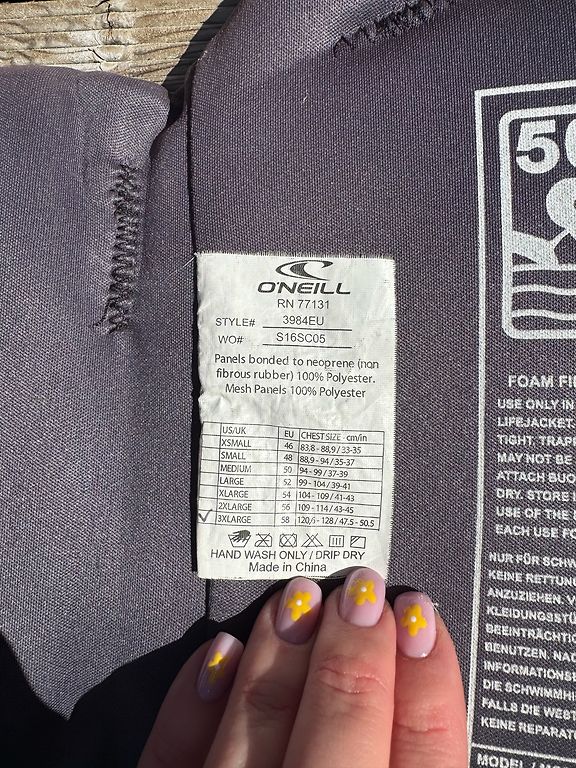 O'NEILL
RN 77131
STYLE# 3984EU
WO# S16SC05
Panels bonded to neoprene (non
fibrous rubber) 100% Polyester.
Mesh Panels 100% Polyester
US/UK EU CHEST SIZE - cm/in
XSMALL 46 83,8 - 88,9 / 33-35
SMALL 48 88,9 - 94 / 35-37
MEDIUM 50 94 - 99 / 37-39
LARGE 52 99 - 104 / 39-41
XLARGE 54 104 - 109 / 41-43
2XLARGE 56 109 - 114 / 43-45
3XLARGE 58 - 128 / 47.5 - 50.5
HAND WASH ONLY / DRIP DRY
Made in China
50
FOAM FI
USE ONLY IN
LIFEJACKET.
TIGHT. TRAPP
MAY NOT BE
ATTACH BUO
DRY. STORE
USE OF THE
EACH USE FO
NUR FÜR SCHW
KEINE RETTUNG
ANZUZIEHEN. V
KLEIDUNGSSTÜ
BEEINTRÄCHTIG
BENUTZEN. NAC
INFORMATIONSB
DIE SCHWIMMH
FALLS DIE WEST
KEINE REPARAT
MODEL /